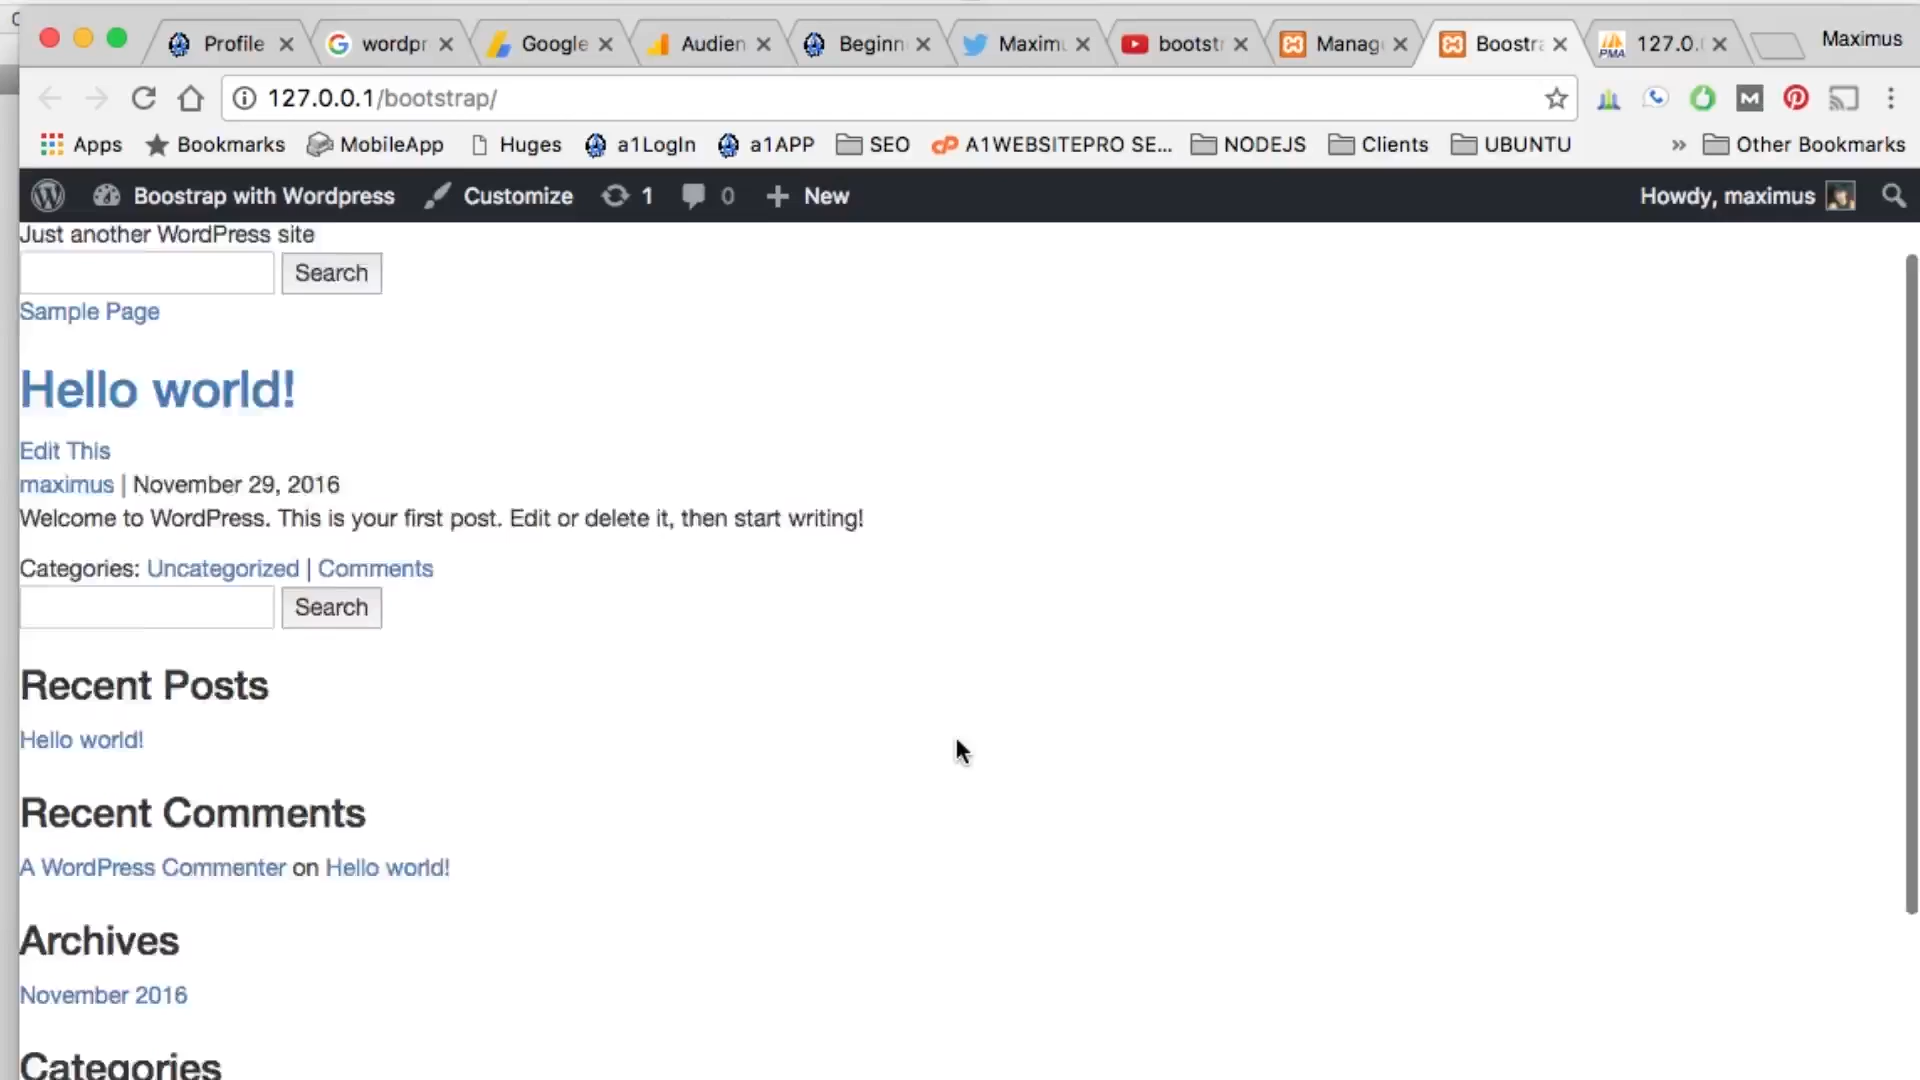 Profile
wordpr
Google
Audien
Beginn
Maxim
bootst
Manag
Boostra
127.0.
Maximus
127.0.0.1/bootstrap/
Apps
Bookmarks
MobileApp
Huges
a1LogIn
a1APP
SEO
A1WEBSITEPRO SE...
NODEJS
Clients
UBUNTU
»
Other Bookmarks
Boostrap with Wordpress
Customize
1
0
New
Howdy, maximus
Just another WordPress site
Search
Sample Page
Hello world!
Edit This
maximus | November 29, 2016
Welcome to WordPress. This is your first post. Edit or delete it, then start writing!
Categories: Uncategorized | Comments
Search
Recent Posts
Hello world!
Recent Comments
A WordPress Commenter on Hello world!
Archives
November 2016
Categories